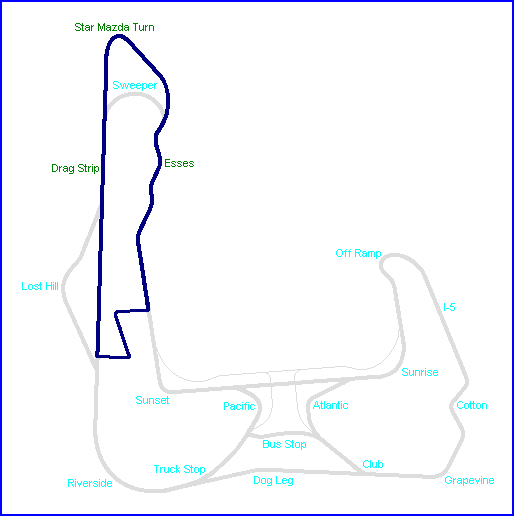 Star Mazda Turn
Sweeper
Drag Strip
Esses
Off Ramp
Lost Hill
I-5
Sunrise
Sunset
Pacific
Atlantic
Cotton
Bus Stop
Truck Stop
Club
Riverside
Dog Leg
Grapevine